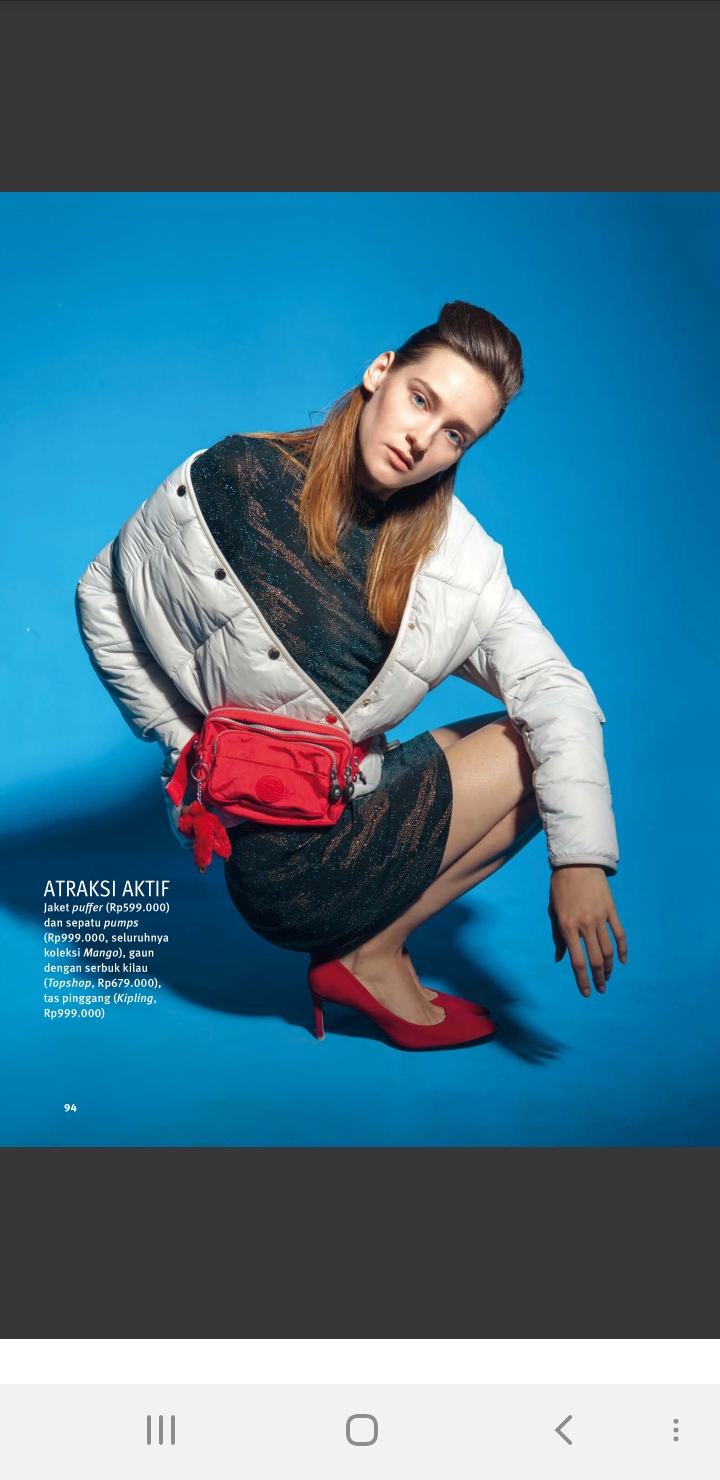 ATRAKSI AKTIF
Jaket puffer (Rp599.000)
dan sepatu pumps
(Rp999.000, seluruhnya
koleksi Mango), gaun
dengan serbuk kilau
(Topshop, Rp679.000),
tas pinggang (Kipling,
Rp999.000)
94